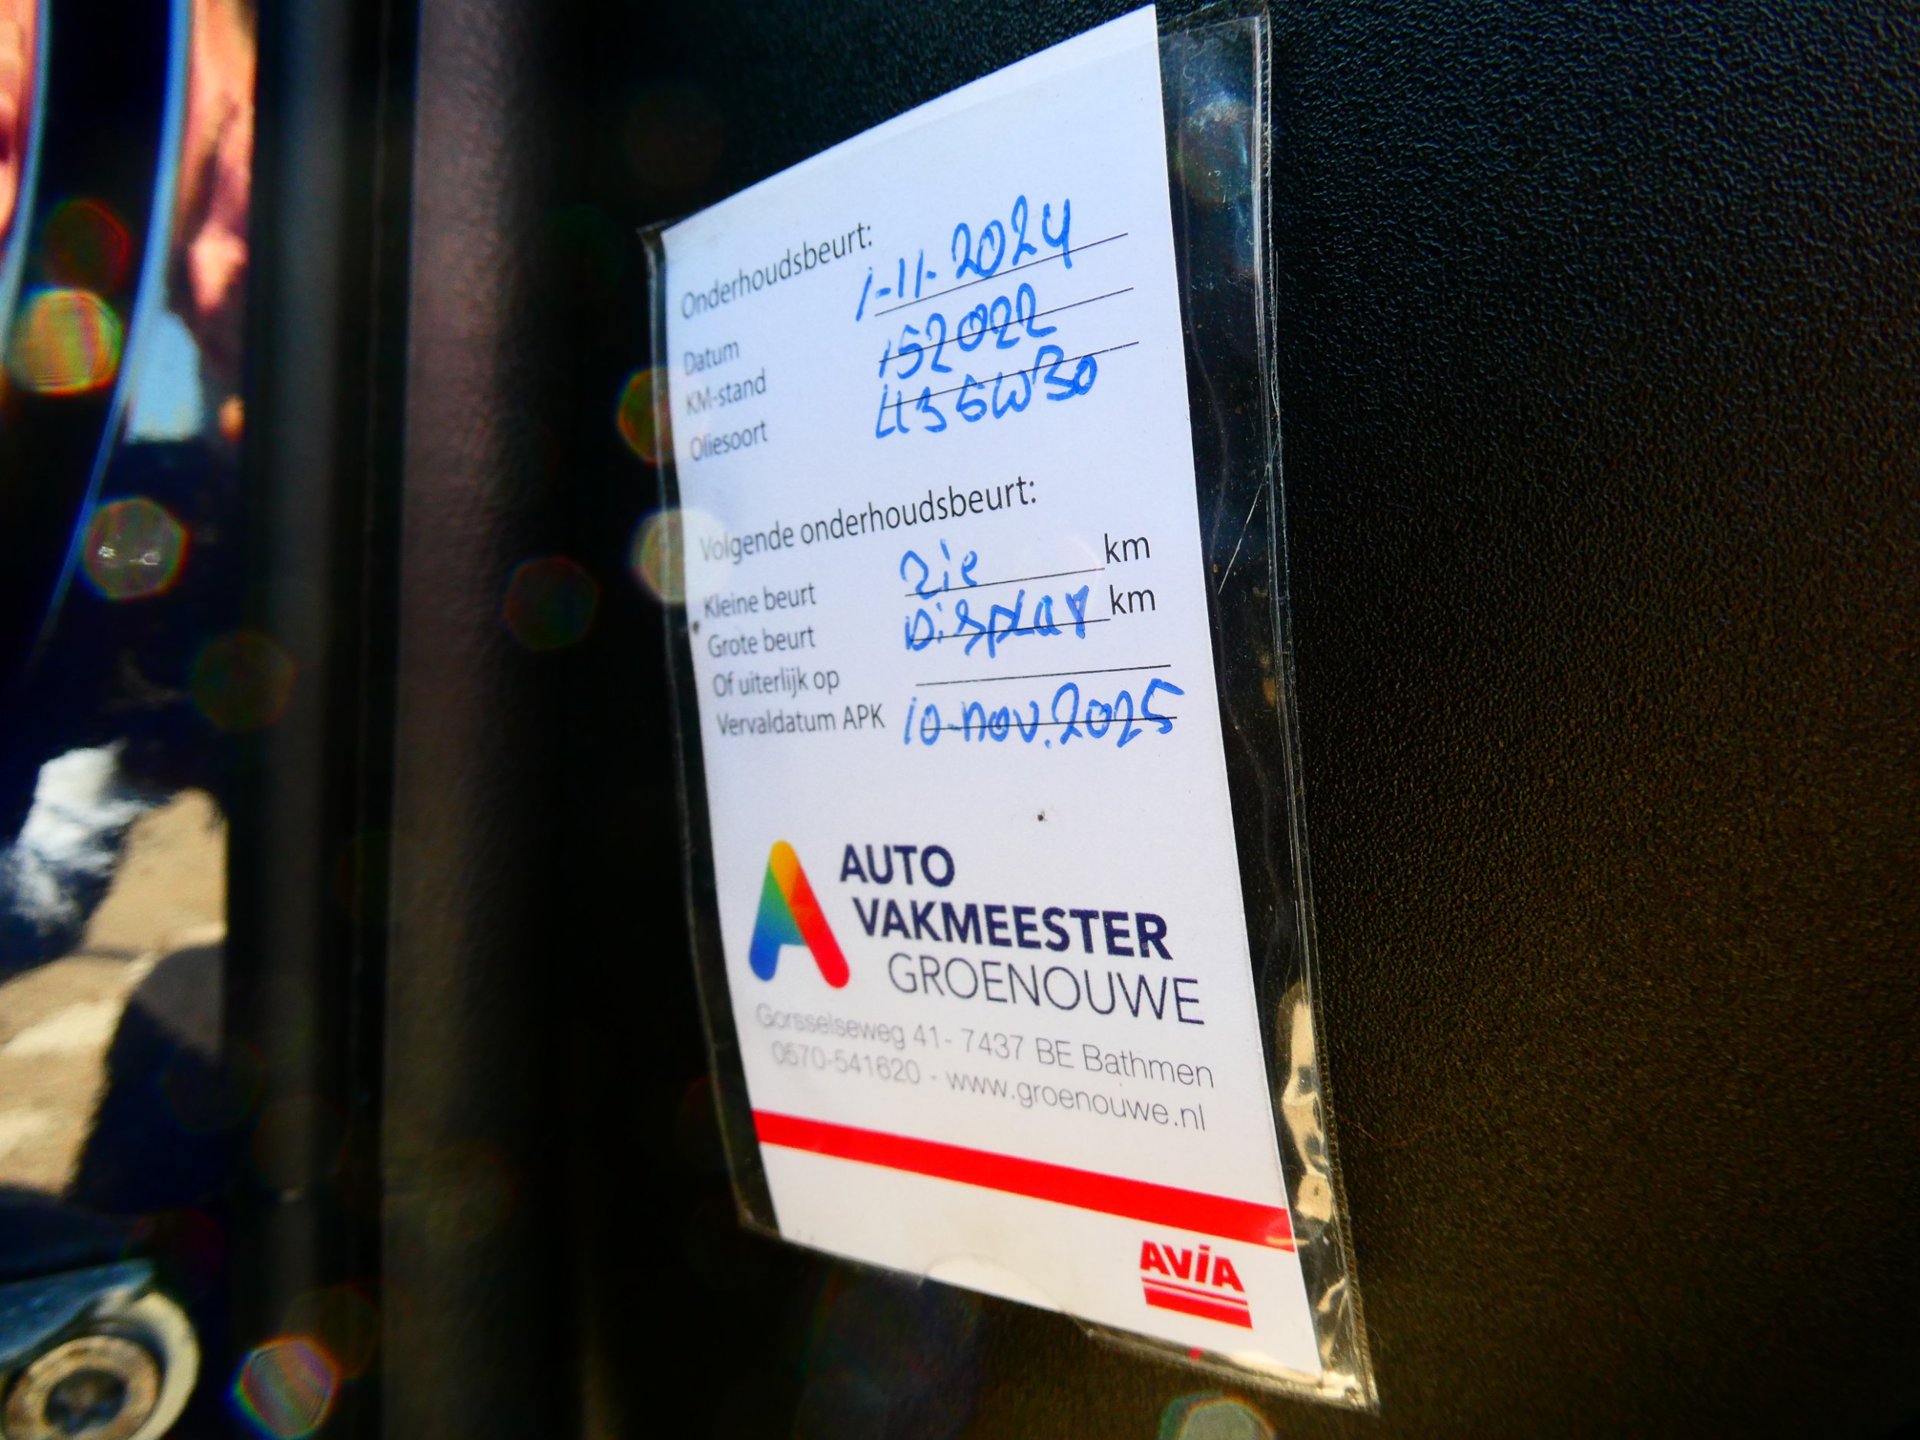 Onderhoudsbeurt:
Datum 1-11-2024
KM-stand 152022
Oliesoort 5W30
Volgende onderhoudsbeurt:
Kleine beurt zie km
Grote beurt Display km
Of uiterlijk op
Vervaldatum APK 10-nov.2025
AUTO
VAKMEESTER
GROENOUWE
Gorsselseweg 41 - 7437 BE Bathmen
0570-541620 - www.groenouwe.nl
AVIA